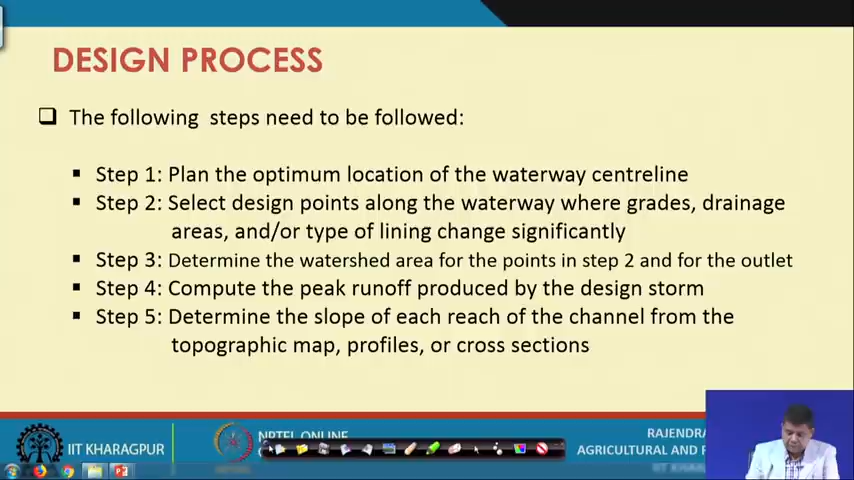 DESIGN PROCESS
The following steps need to be followed:
Step 1: Plan the optimum location of the waterway centreline
Step 2: Select design points along the waterway where grades, drainage
areas, and/or type of lining change significantly
Step 3: Determine the watershed area for the points in step 2 and for the outlet
Step 4: Compute the peak runoff produced by the design storm
Step 5: Determine the slope of each reach of the channel from the
topographic map, profiles, or cross sections
IIT KHARAGPUR
NPTEL ONLINE
RAJENDRA
AGRICULTURAL AND